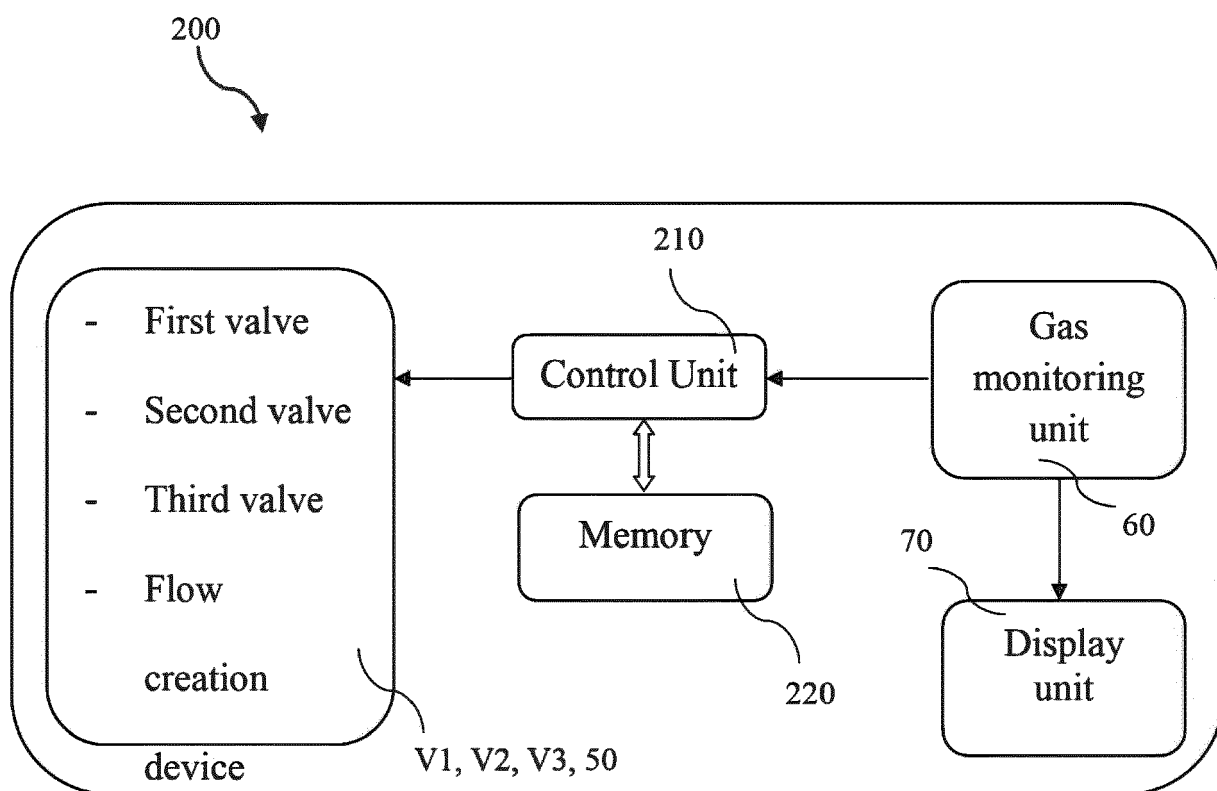 200
210
- First valve
- Second valve
- Third valve
- Flow
creation
device
V1, V2, V3, 50
Control Unit
Memory
220
Gas
monitoring
unit
60
70
Display
unit